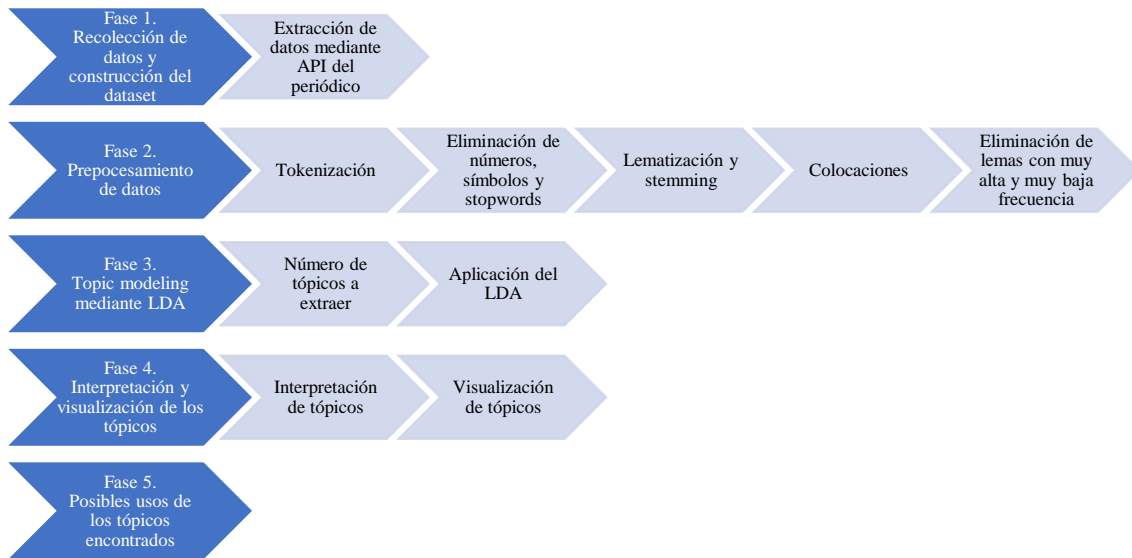 Fase 1.
Recolección de
datos y
construcción del
dataset
Extracción de
datos mediante
API del
periódico
Fase 2.
Prepocesamiento
de datos
Tokenización
Eliminación de
números,
símbolos y
stopwords
Lematización y
stemming
Colocaciones
Eliminación de
lemas con muy
alta y muy baja
frecuencia
Fase 3.
Topic modeling
mediante LDA
Número de
tópicos a
extraer
Aplicación del
LDA
Fase 4.
Interpretación y
visualización de los
tópicos
Interpretación
de tópicos
Visualización
de tópicos
Fase 5.
Posibles usos de
los tópicos
encontrados